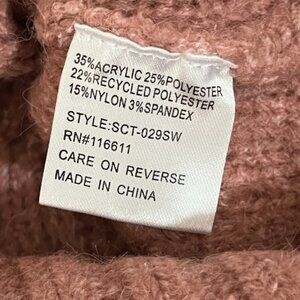 35%ACRYLIC 25%POLYESTER
22%RECYCLED POLYESTER
15%NYLON 3%SPANDEX
STYLE:SCT-029SW
RN#116611
CARE ON REVERSE
MADE IN CHINA